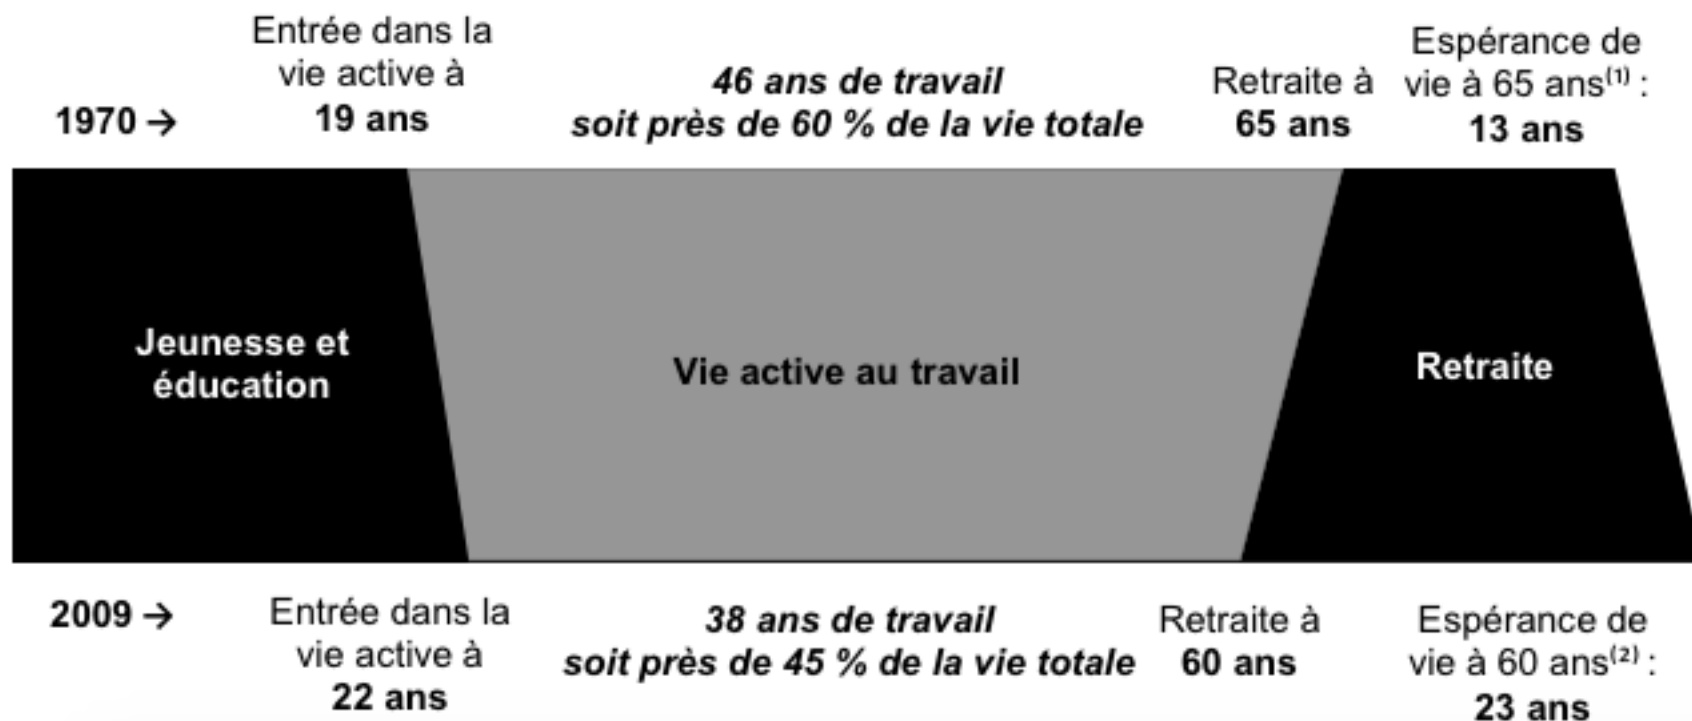 1970 →
Entrée dans la
vie active à
19 ans
46 ans de travail
soit près de 60 % de la vie totale
Retraite à
65 ans
Espérance de
vie à 65 ans⁽¹⁾ :
13 ans
Jeunesse et
éducation
Vie active au travail
Retraite
2009 →
Entrée dans la
vie active à
22 ans
38 ans de travail
soit près de 45 % de la vie totale
Retraite à
60 ans
Espérance de
vie à 60 ans⁽²⁾ :
23 ans